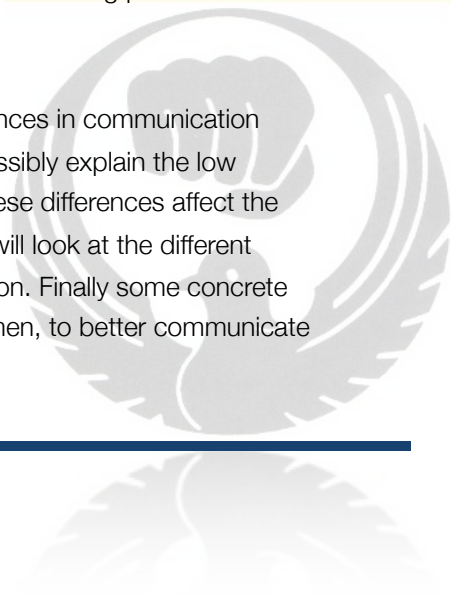 nces in communication
ssibly explain the low
ese differences affect the
will look at the different
on. Finally some concrete
nen, to better communicate